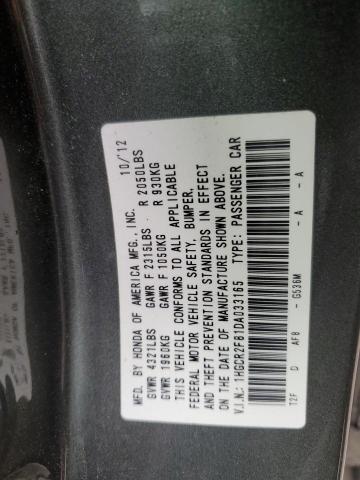 MFD. BY HONDA OF AMERICA MFG., INC. 10/12
GVWR 4321LBS GAWR F 2315LBS R 2050LBS
GVWR 1960KG GAWR F 1050KG R 930KG
THIS VEHICLE CONFORMS TO ALL APPLICABLE
FEDERAL MOTOR VEHICLE SAFETY, BUMPER,
AND THEFT PREVENTION STANDARDS IN EFFECT
ON THE DATE OF MANUFACTURE SHOWN ABOVE.
V.I.N.: 1HGCR2F81DA033165 TYPE: PASSENGER CAR
T2F D AF8 - G536M - A - A